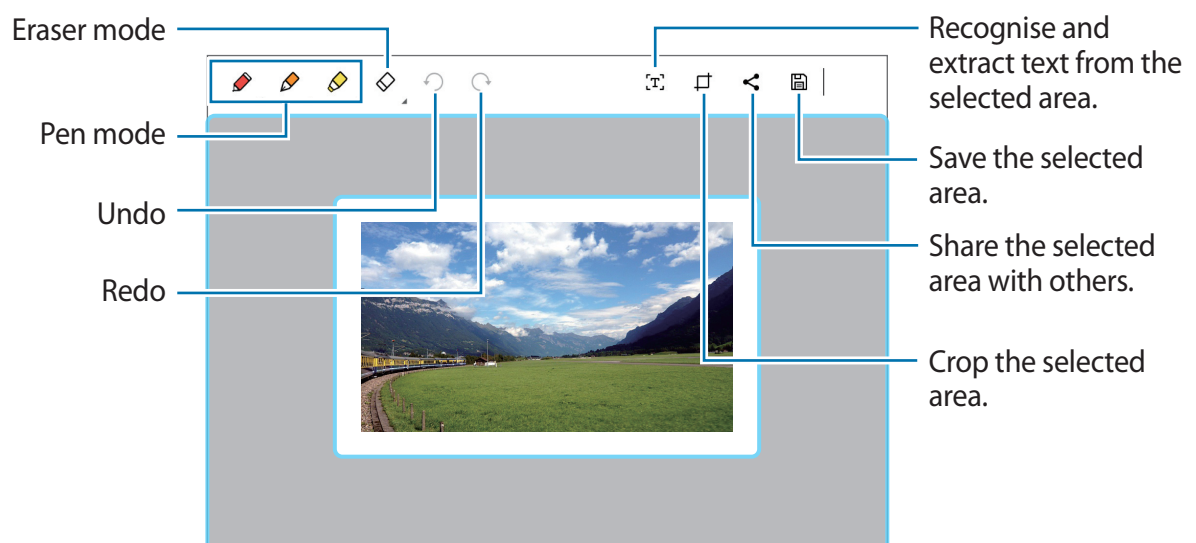 Eraser mode
Pen mode
Undo
Redo
Recognise and
extract text from the
selected area.
Save the selected
area.
Share the selected
area with others.
Crop the selected
area.
T